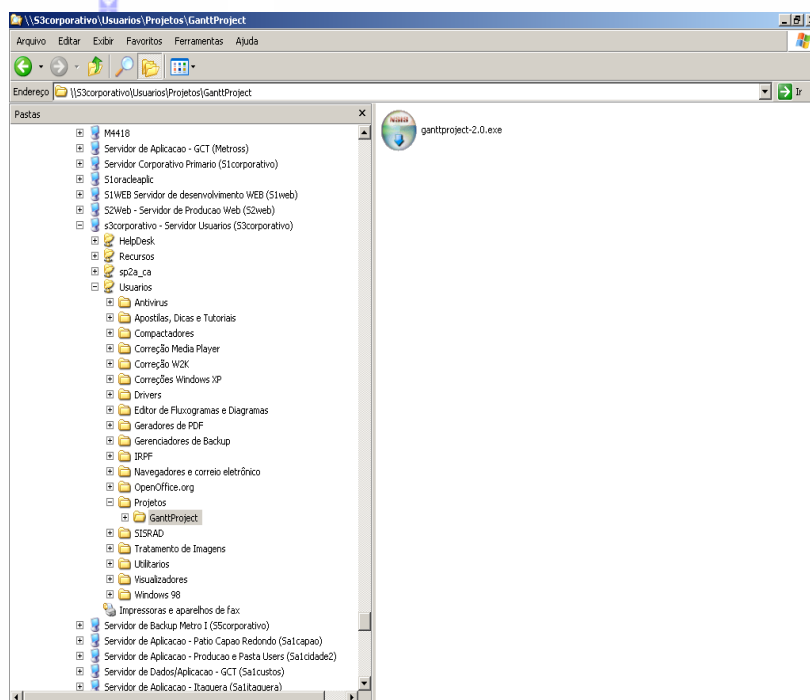 \\S3corporativo\Usuarios\Projetos\GanttProject
Arquivo Editar Exibir Favoritos Ferramentas Ajuda
Endereço \\S3corporativo\Usuarios\Projetos\GanttProject Ir
Pastas
M4418
Servidor de Aplicacao - GCT (Metross)
Servidor Corporativo Primario (S1corporativo)
S1oracleaplic
S1WEB Servidor de desenvolvimento WEB (S1web)
S2Web - Servidor de Producao Web (S2web)
s3corporativo - Servidor Usuarios (S3corporativo)
HelpDesk
Recursos
sp2a_ca
Usuarios
Antivirus
Apostilas, Dicas e Tutoriais
Compactadores
Correção Media Player
Correção W2K
Correções Windows XP
Drivers
Editor de Fluxogramas e Diagramas
Geradores de PDF
Gerenciadores de Backup
IRPF
Navegadores e correio eletrônico
OpenOffice.org
Projetos
GanttProject
SISRAD
Tratamento de Imagens
Utilitarios
Visualizadores
Windows 98
Impressoras e aparelhos de fax
Servidor de Backup Metro I (S5corporativo)
Servidor de Aplicacao - Patio Capao Redondo (Sa1capao)
Servidor de Aplicacao - Producao e Pasta Users (Sa1cidade2)
Servidor de Dados/Aplicacao - GCT (Sa1custos)
Servidor de Aplicacao - Itaquera (Sa1itaquera)
ganttproject-2.0.exe